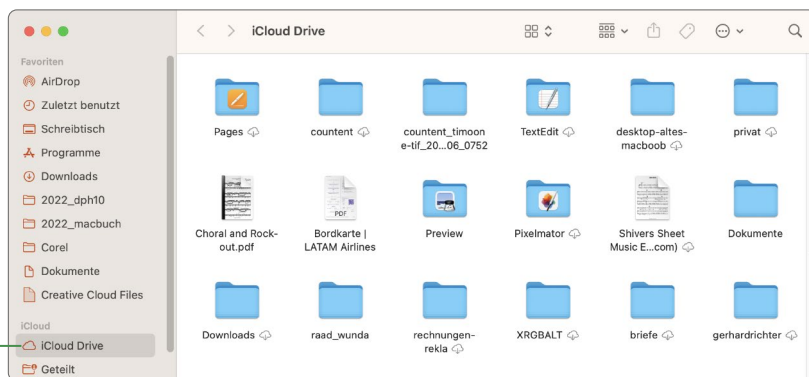 iCloud Drive
Favoriten
AirDrop
Zuletzt benutzt
Schreibtisch
Programme
Downloads
2022_dph10
2022_macbuch
Corel
Dokumente
Creative Cloud Files
iCloud
iCloud Drive
Geteilt
Pages
countent
countent_timoon
e-tif_20...06_0752
TextEdit
desktop-altes-
macboob
privat
PDF
Choral and Rock-
out.pdf
Bordkarte |
LATAM Airlines
Preview
Pixelmator
Shivers Sheet
Music E...com)
Dokumente
Downloads
raad_wunda
rechnungen-
rekla
XRGBALT
briefe
gerhardrichter